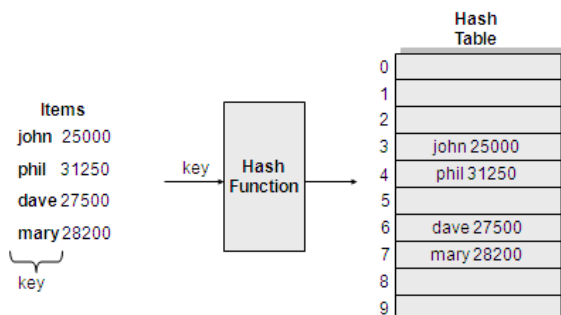 Hash
Table
Items
john 25000
phil 31250
dave 27500
mary 28200
key
key
Hash
Function
0
1
2
3 john 25000
4 phil 31250
5
6 dave 27500
7 mary 28200
8
9